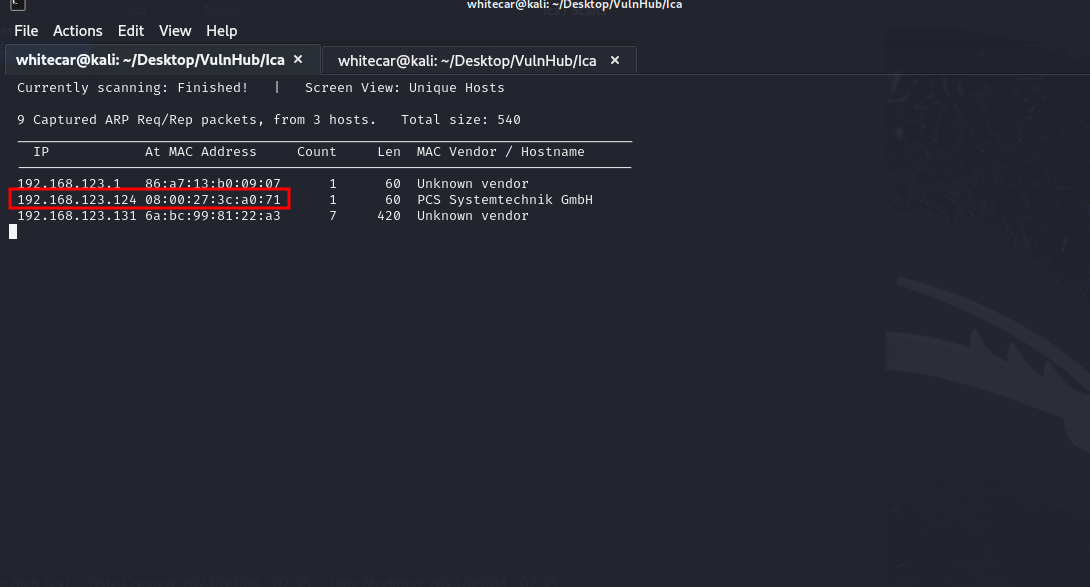 whitecar@kali: ~/Desktop/VulnHub/Ica
File Actions Edit View Help
whitecar@kali: ~/Desktop/VulnHub/Ica × whitecar@kali: ~/Desktop/VulnHub/Ica ×
Currently scanning: Finished! | Screen View: Unique Hosts
9 Captured ARP Req/Rep packets, from 3 hosts. Total size: 540
IP At MAC Address Count Len MAC Vendor / Hostname
192.168.123.1 86:a7:13:b0:09:07 1 60 Unknown vendor
192.168.123.124 08:00:27:3c:a0:71 1 60 PCS Systemtechnik GmbH
192.168.123.131 6a:bc:99:81:22:a3 7 420 Unknown vendor